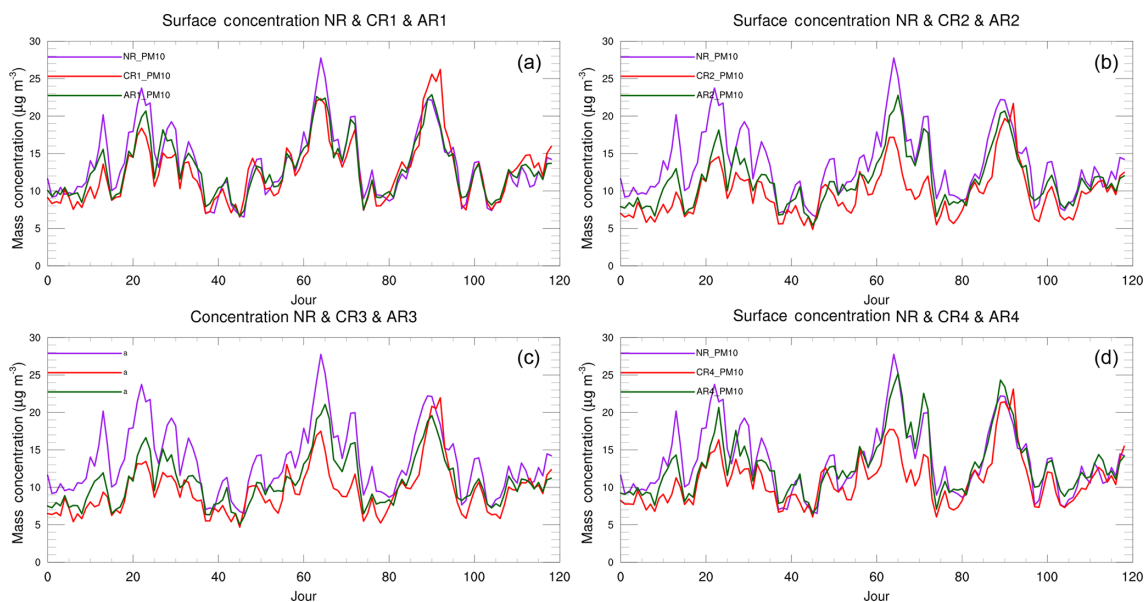 Surface concentration NR & CR1 & AR1
(a)
NR_PM10
CR1_PM10
AR1_PM10
Mass concentration (µg m⁻³)
30
25
20
15
10
5
0
0 20 40 60 80 100 120
Jour
Surface concentration NR & CR2 & AR2
(b)
NR_PM10
CR2_PM10
AR2_PM10
Mass concentration (µg m⁻³)
30
25
20
15
10
5
0
0 20 40 60 80 100 120
Jour
Concentration NR & CR3 & AR3
(c)
a
a
a
Mass concentration (µg m⁻³)
30
25
20
15
10
5
0
0 20 40 60 80 100 120
Jour
Surface concentration NR & CR4 & AR4
(d)
NR_PM10
CR4_PM10
AR4_PM10
Mass concentration (µg m⁻³)
30
25
20
15
10
5
0
0 20 40 60 80 100 120
Jour